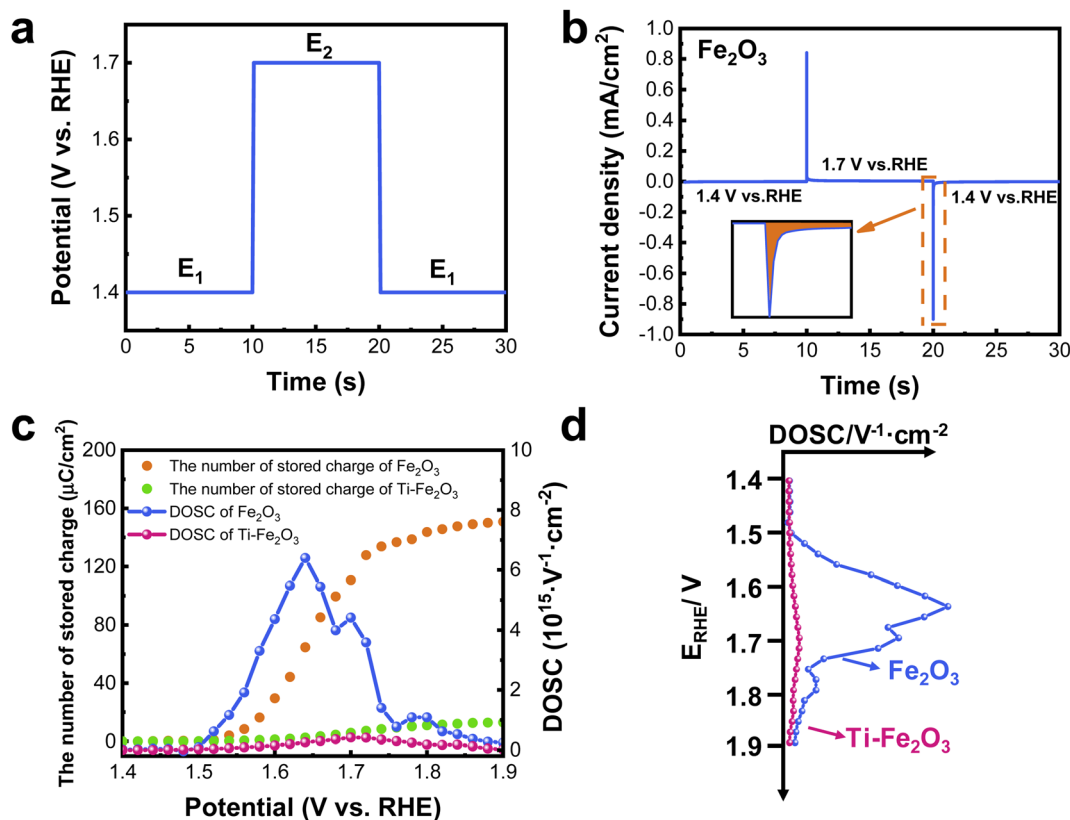 a
E₂
E₁
E₁
Potential (V vs. RHE)
1.7
1.6
1.5
1.4
0 5 10 15 20 25 30
Time (s)
b
Fe₂O₃
1.7 V vs.RHE
1.4 V vs.RHE
1.4 V vs.RHE
Current density (mA/cm²)
1.0
0.8
0.6
0.4
0.2
0.0
-0.2
-0.4
-0.6
-0.8
-1.0
0 5 10 15 20 25 30
Time (s)
c
The number of stored charge of Fe₂O₃
The number of stored charge of Ti-Fe₂O₃
DOSC of Fe₂O₃
DOSC of Ti-Fe₂O₃
The number of stored charge (μC/cm²)
200
160
120
80
40
0
DOSC (10¹⁵·V⁻¹·cm⁻²)
10
8
6
4
2
0
1.4 1.5 1.6 1.7 1.8 1.9
Potential (V vs. RHE)
d
DOSC/V⁻¹·cm⁻²
E_RHE/ V
1.4
1.5
1.6
1.7
1.8
1.9
Fe₂O₃
Ti-Fe₂O₃